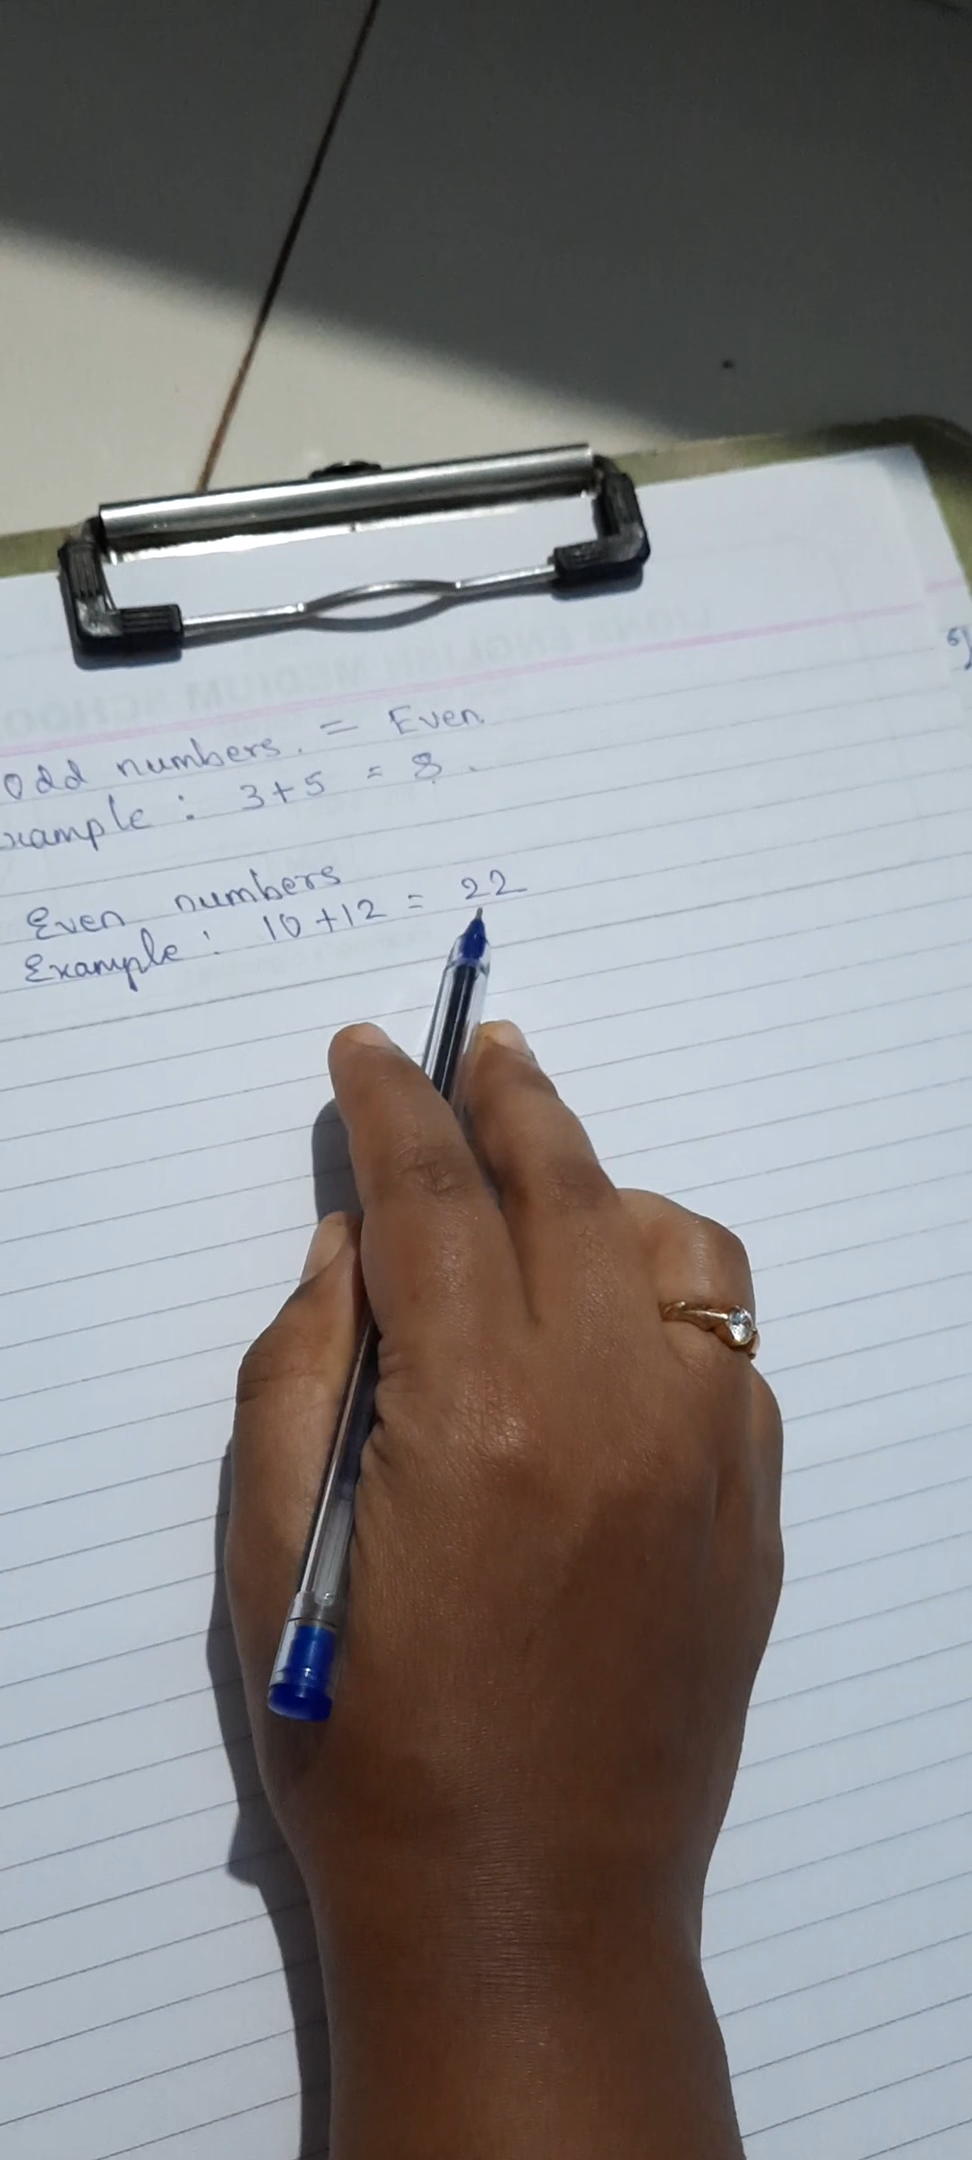 Odd numbers. = Even
xample : 3+5 = 8.
Even numbers
Example : 10+12 = 22